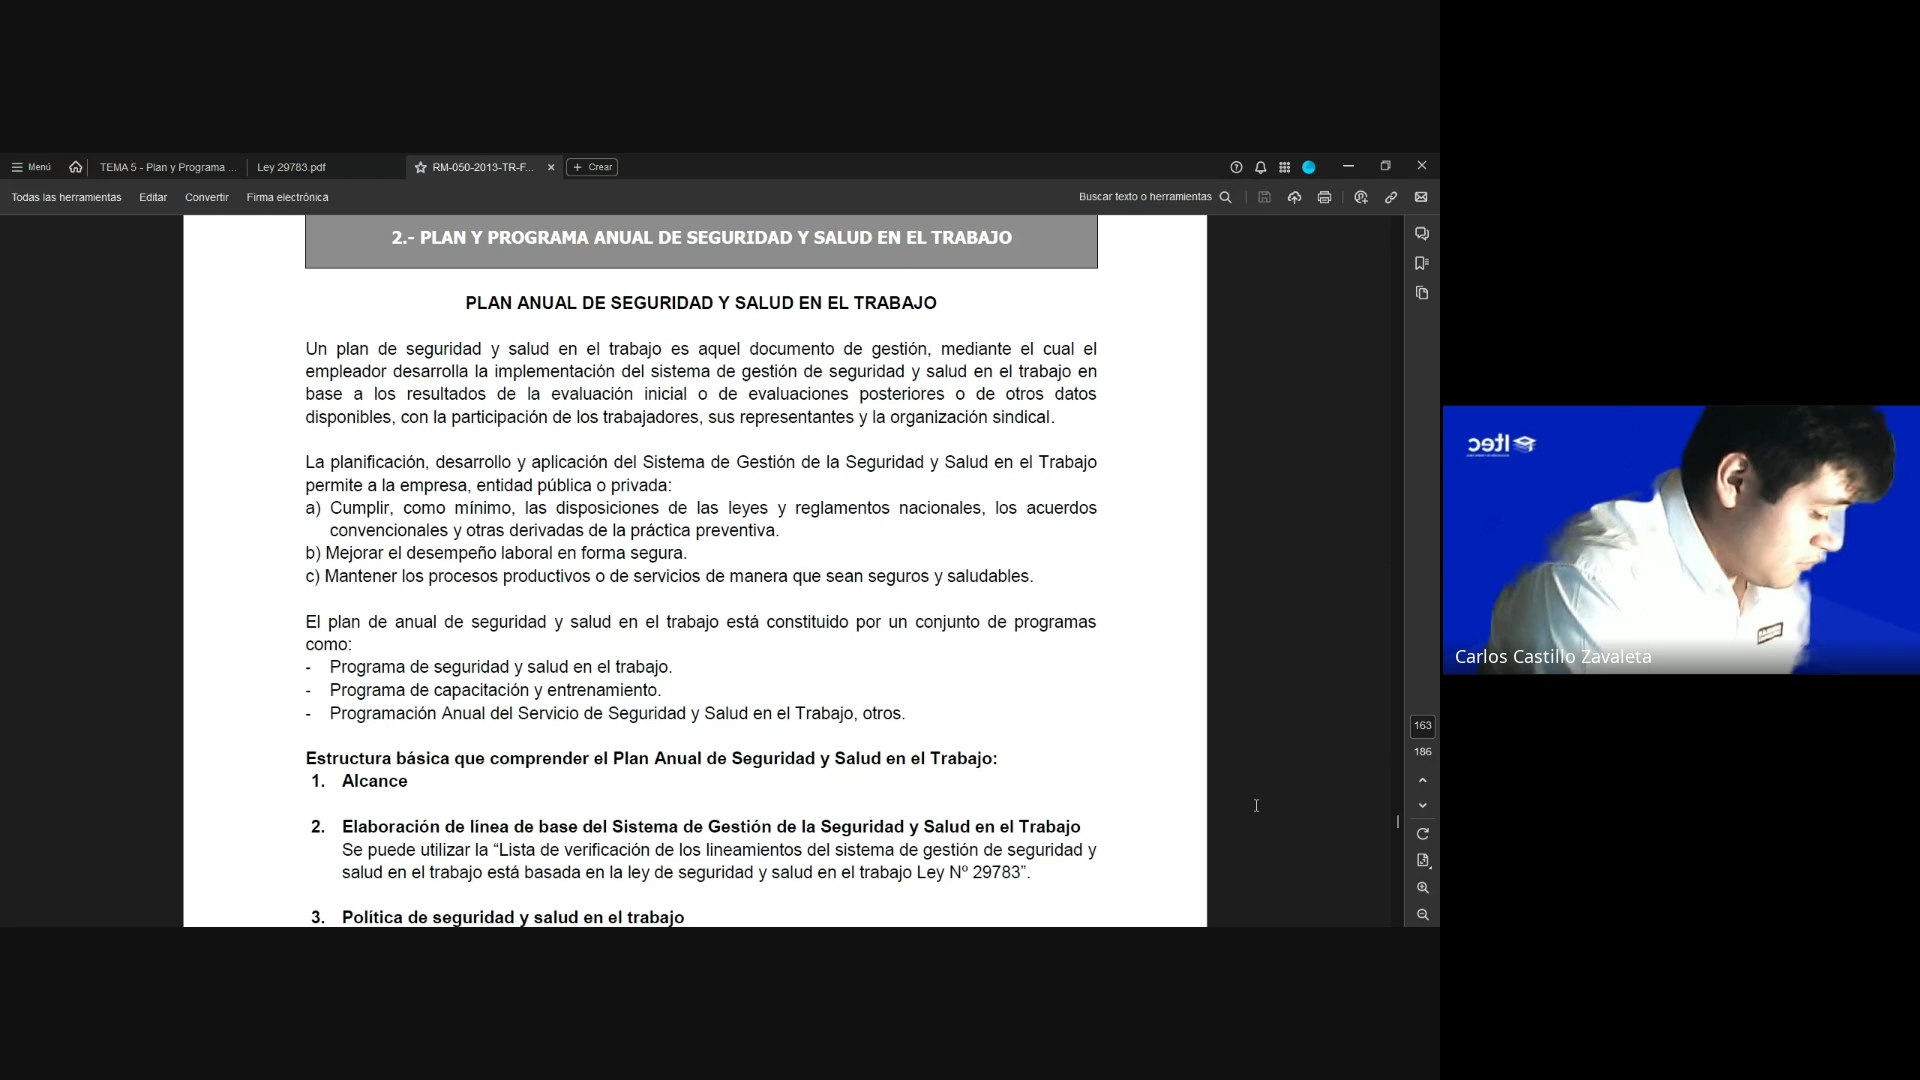 Menú
TEMA 5 - Plan y Programa ...
Ley 29783.pdf
RM-050-2013-TR-F...
Crear
Todas las herramientas
Editar
Convertir
Firma electrónica
Buscar texto o herramientas
2.- PLAN Y PROGRAMA ANUAL DE SEGURIDAD Y SALUD EN EL TRABAJO
PLAN ANUAL DE SEGURIDAD Y SALUD EN EL TRABAJO
Un plan de seguridad y salud en el trabajo es aquel documento de gestión, mediante el cual el
empleador desarrolla la implementación del sistema de gestión de seguridad y salud en el trabajo en
base a los resultados de la evaluación inicial o de evaluaciones posteriores o de otros datos
disponibles, con la participación de los trabajadores, sus representantes y la organización sindical.
La planificación, desarrollo y aplicación del Sistema de Gestión de la Seguridad y Salud en el Trabajo
permite a la empresa, entidad pública o privada:
a) Cumplir, como mínimo, las disposiciones de las leyes y reglamentos nacionales, los acuerdos
convencionales y otras derivadas de la práctica preventiva.
b) Mejorar el desempeño laboral en forma segura.
c) Mantener los procesos productivos o de servicios de manera que sean seguros y saludables.
El plan de anual de seguridad y salud en el trabajo está constituido por un conjunto de programas
como:
- Programa de seguridad y salud en el trabajo.
- Programa de capacitación y entrenamiento.
- Programación Anual del Servicio de Seguridad y Salud en el Trabajo, otros.
Estructura básica que comprender el Plan Anual de Seguridad y Salud en el Trabajo:
1. Alcance
2. Elaboración de línea de base del Sistema de Gestión de la Seguridad y Salud en el Trabajo
Se puede utilizar la “Lista de verificación de los lineamientos del sistema de gestión de seguridad y
salud en el trabajo está basada en la ley de seguridad y salud en el trabajo Ley Nº 29783”.
3. Política de seguridad y salud en el trabajo
163
186
Itec
Carlos Castillo Zavaleta